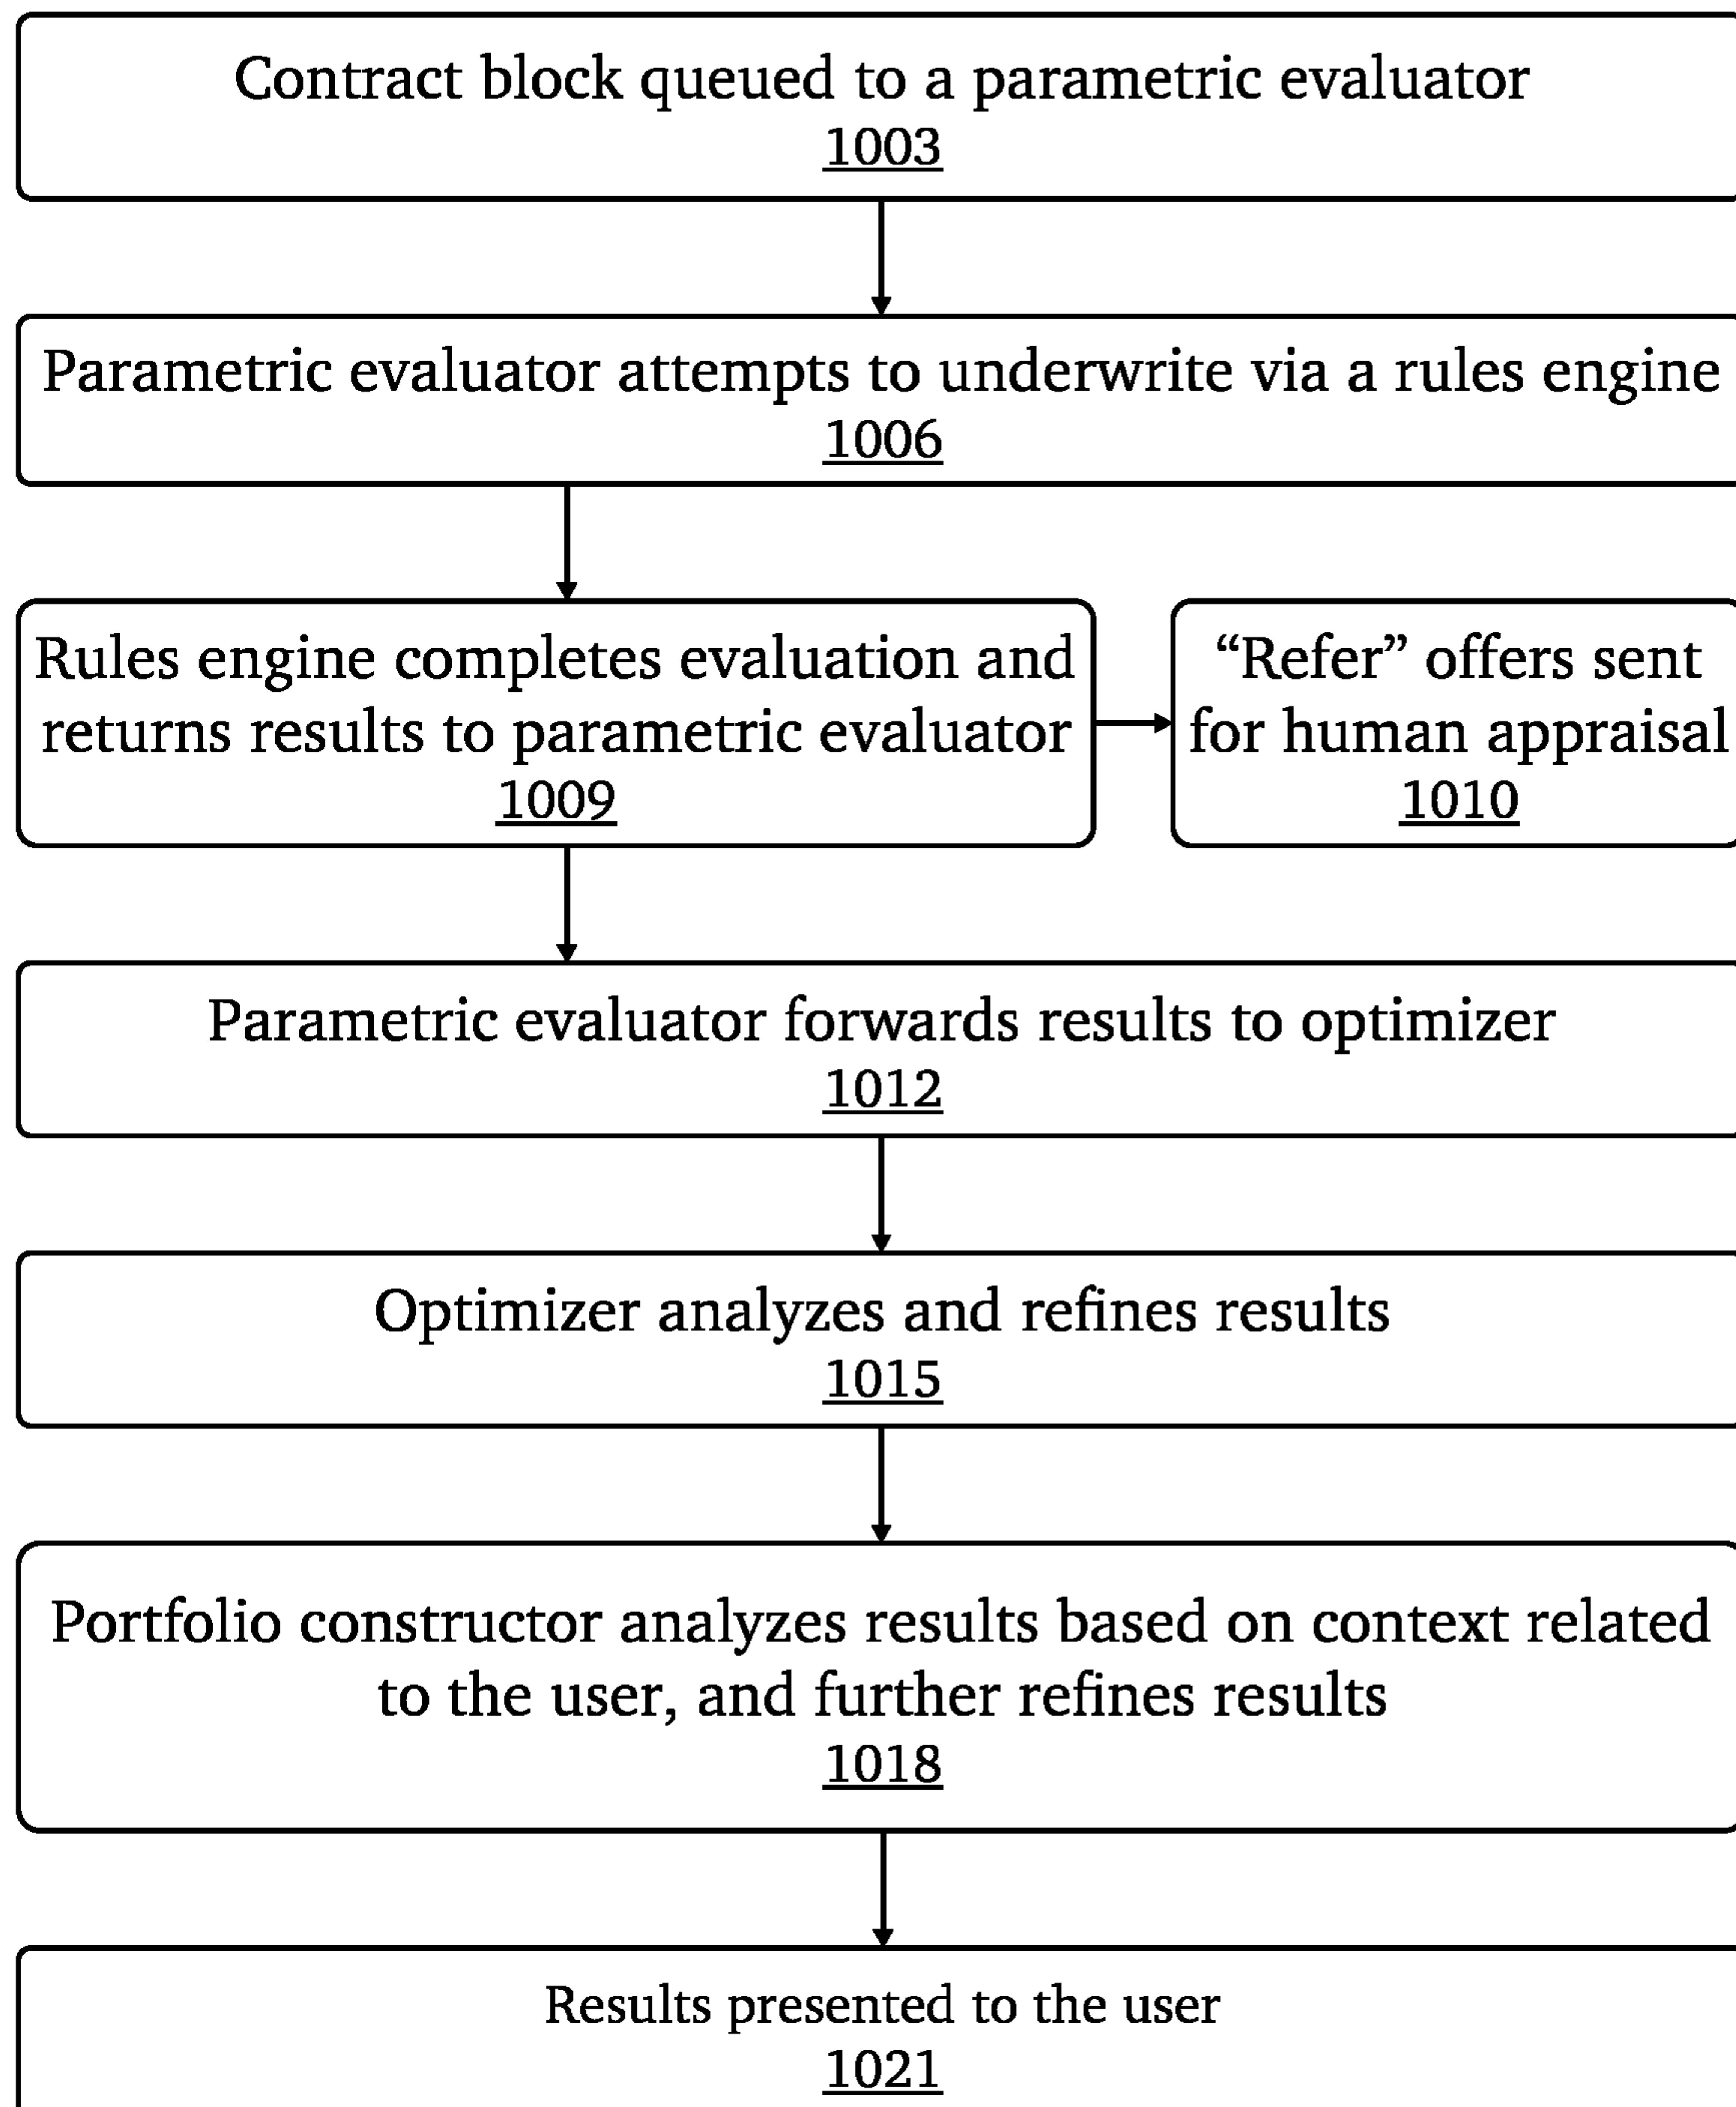 Contract block queued to a parametric evaluator
1003
Parametric evaluator attempts to underwrite via a rules engine
1006
Rules engine completes evaluation and
returns results to parametric evaluator
1009
“Refer” offers sent
for human appraisal
1010
Parametric evaluator forwards results to optimizer
1012
Optimizer analyzes and refines results
1015
Portfolio constructor analyzes results based on context related
to the user, and further refines results
1018
Results presented to the user
1021